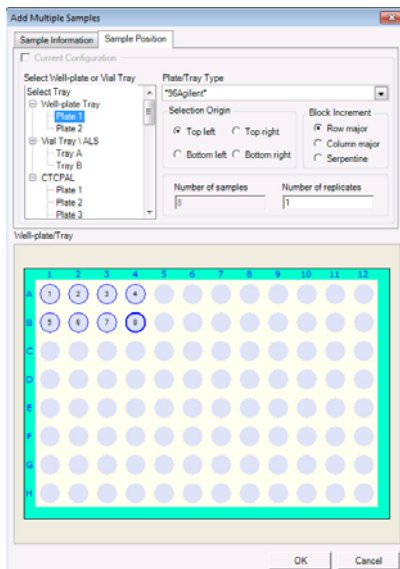 Add Multiple Samples
Sample Information
Sample Position
Current Configuration
Select Well-plate or Vial Tray
Plate/Tray Type
Select Tray
Well-plate Tray
Plate 1
Plate 2
Vial Tray \ ALS
Tray A
Tray B
CTCPAL
Plate 1
Plate 2
Plate 3
"96Agilent"
Selection Origin
Top left
Top right
Bottom left
Bottom right
Block Increment
Row major
Column major
Serpentine
Number of samples
8
Number of replicates
1
Well-plate/Tray
1 2 3 4 5 6 7 8 9 10 11 12
A 1 2 3 4
B 5 6 7 8
C
D
E
F
G
H
OK
Cancel